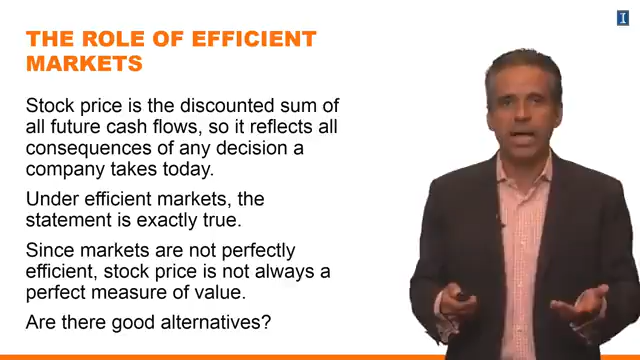 THE ROLE OF EFFICIENT
MARKETS
Stock price is the discounted sum of
all future cash flows, so it reflects all
consequences of any decision a
company takes today.
Under efficient markets, the
statement is exactly true.
Since markets are not perfectly
efficient, stock price is not always a
perfect measure of value.
Are there good alternatives?
I